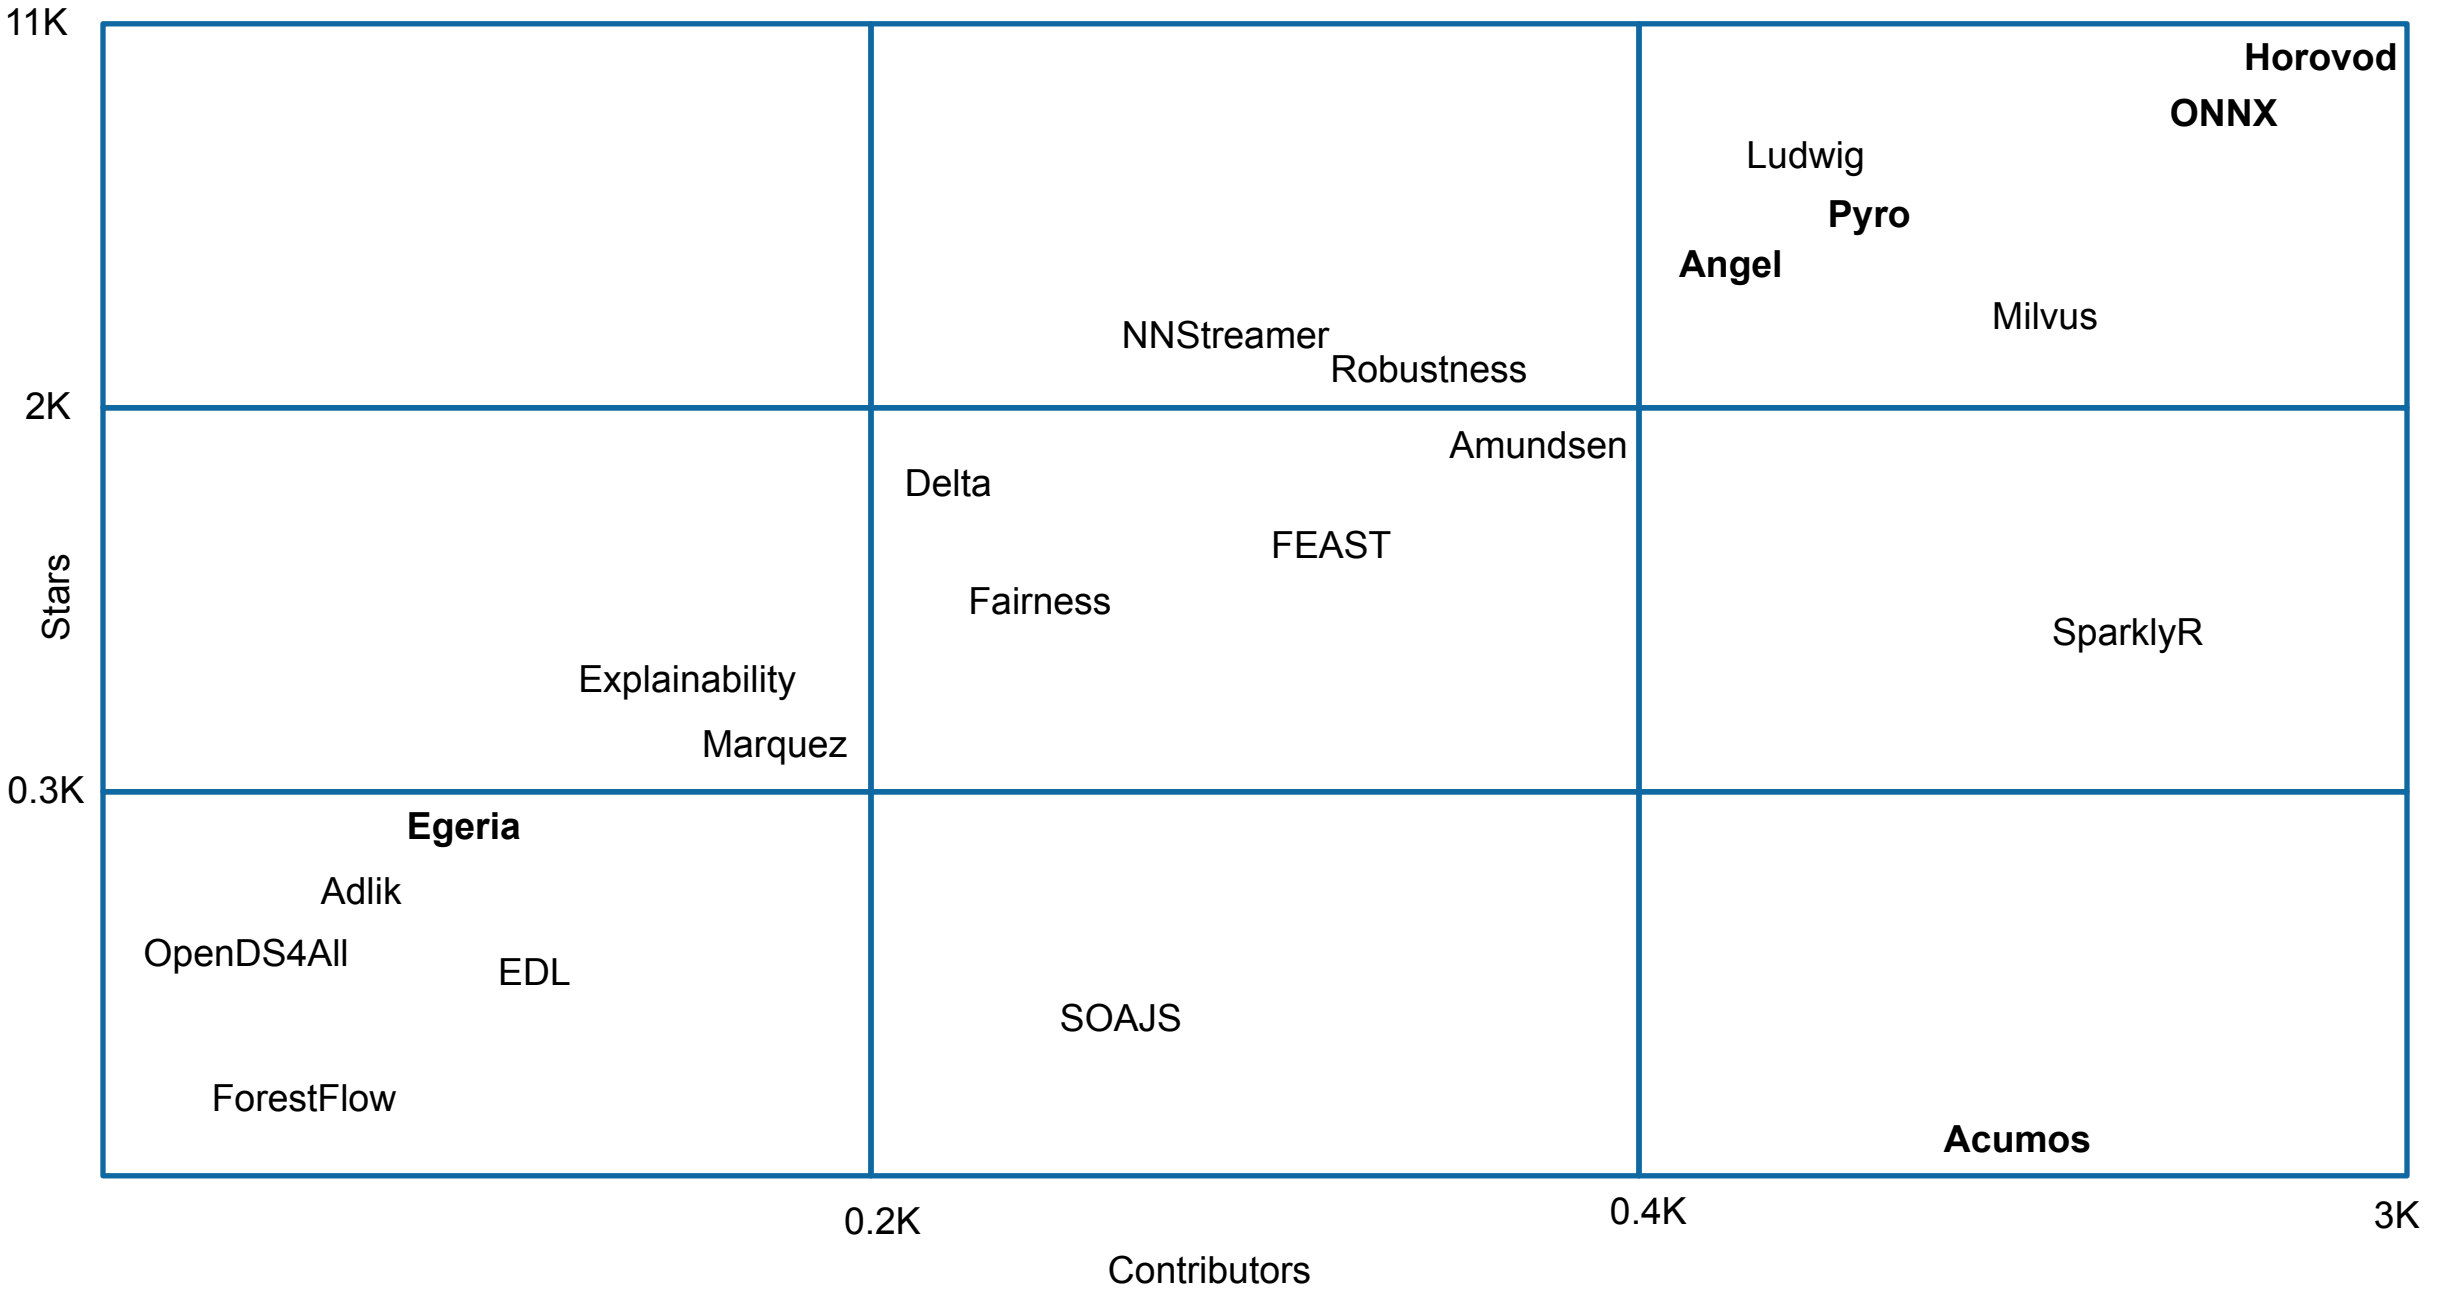 11K
Horovod
ONNX
Ludwig
Pyro
Angel
Milvus
NNStreamer
Robustness
2K
Amundsen
Delta
FEAST
Fairness
Stars
SparklyR
Explainability
Marquez
0.3K
Egeria
Adlik
OpenDS4All
EDL
SOAJS
ForestFlow
Acumos
0.2K
0.4K
3K
Contributors